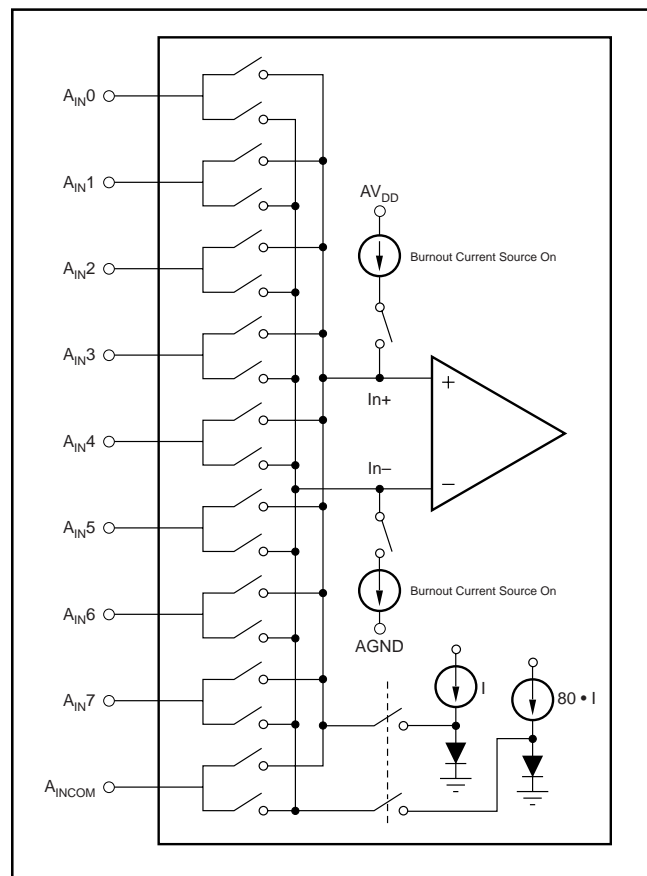 AIN0
AIN1
AIN2
AIN3
AIN4
AIN5
AIN6
AIN7
AINCOM
AVDD
Burnout Current Source On
+
In+
In–
–
Burnout Current Source On
AGND
I
80 • I